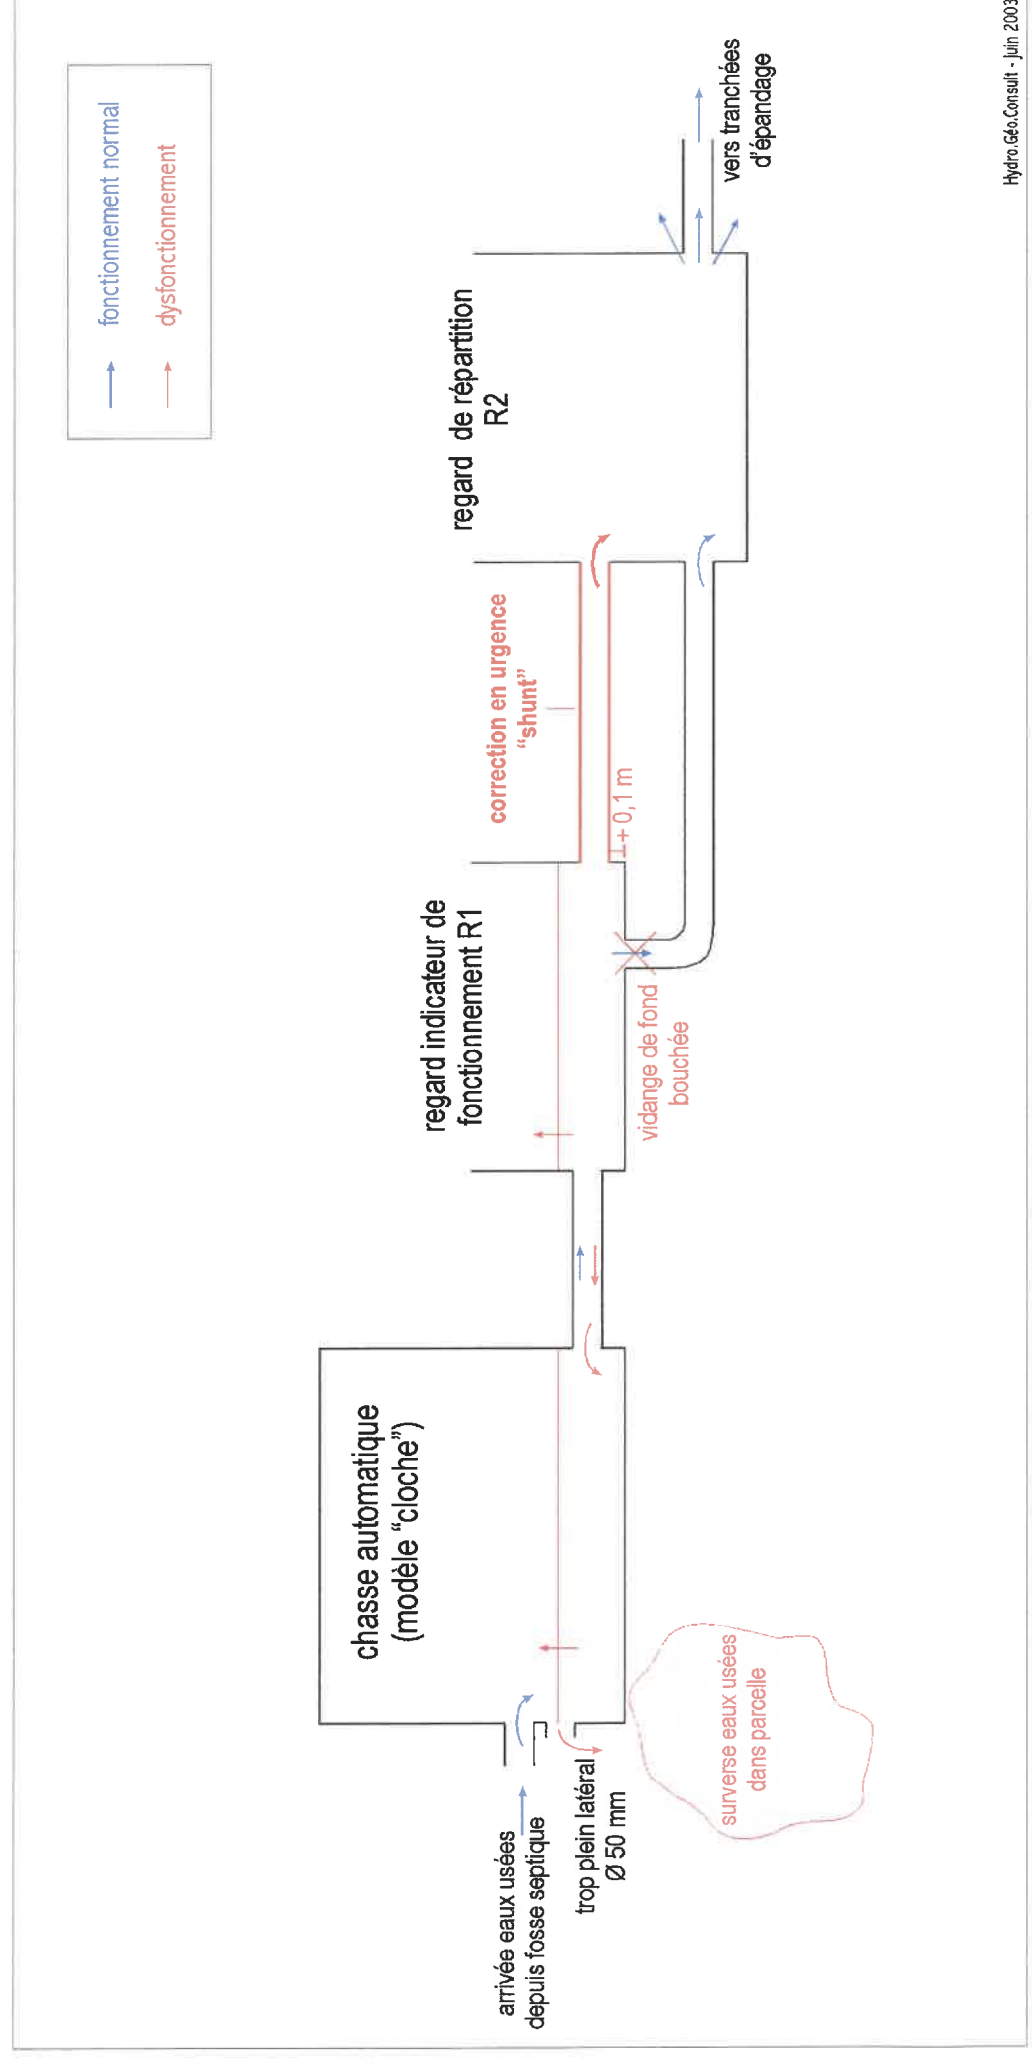 fonctionnement normal
dysfonctionnement
chasse automatique
(modèle “cloche”)
regard indicateur de
fonctionnement R1
regard de répartition
R2
correction en urgence
“shunt”
+ 0,1 m
vidange de fond
bouchée
arrivée eaux usées
depuis fosse septique
trop plein latéral
Ø 50 mm
surverse eaux usées
dans parcelle
vers tranchées
d'épandage
Hydro.Géo.Consult - juin 2003